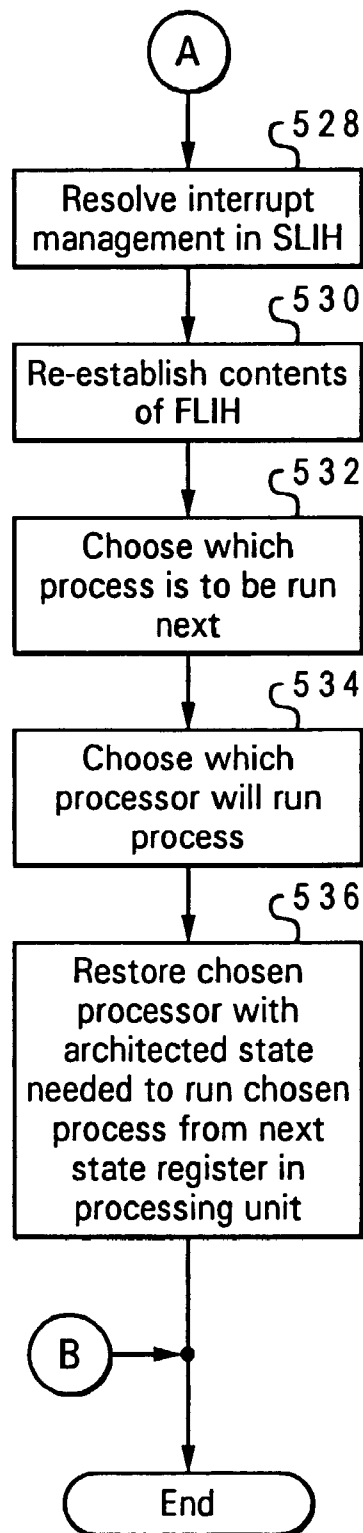 A
528
Resolve interrupt
management in SLIH
530
Re-establish contents
of FLIH
532
Choose which
process is to be run
next
534
Choose which
processor will run
process
536
Restore chosen
processor with
architected state
needed to run chosen
process from next
state register in
processing unit
B
End